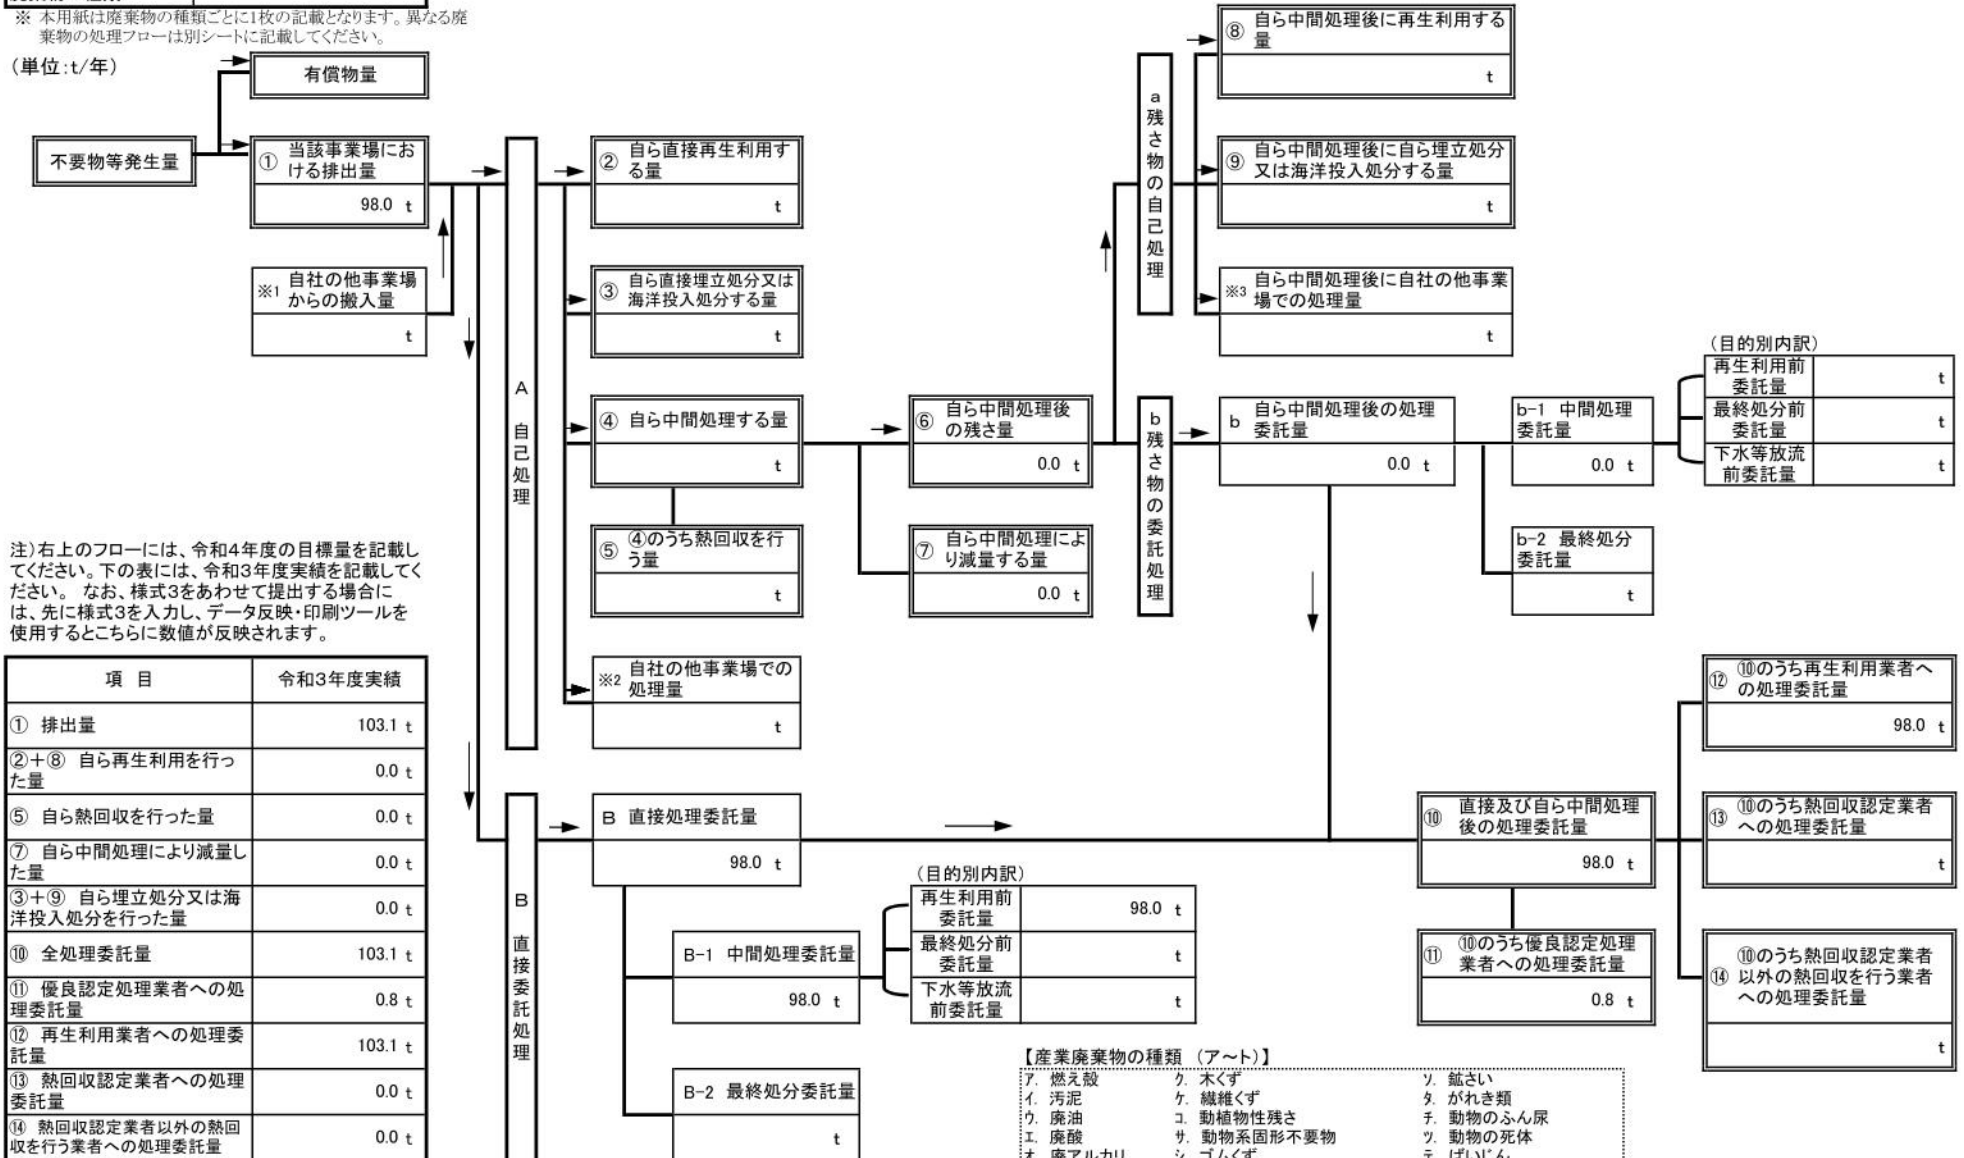 ※ 本用紙は廃棄物の種類ごとに1枚の記載となります。異なる廃
棄物の処理フローは別シートに記載してください。
(単位:t/年)
有償物量
不要物等発生量
① 当該事業場にお
ける排出量
98.0 t
※1 自社の他事業場
からの搬入量
t
A 自己処理
② 自ら直接再生利用す
る量
t
③ 自ら直接埋立処分又は
海洋投入処分する量
t
④ 自ら中間処理する量
t
⑤ ④のうち熱回収を行
う量
t
※2 自社の他事業場での
処理量
t
⑥ 自ら中間処理後
の残さ量
0.0 t
⑦ 自ら中間処理によ
り減量する量
0.0 t
a 残さ物の自己処理
⑧ 自ら中間処理後に再生利用する
量
t
⑨ 自ら中間処理後に自ら埋立処分
又は海洋投入処分する量
t
※3 自ら中間処理後に自社の他事業
場での処理量
t
b 残さ物の委託処理
b 自ら中間処理後の処理
委託量
0.0 t
b-1 中間処理
委託量
0.0 t
(目的別内訳)
再生利用前
委託量
t
最終処分前
委託量
t
下水等放流
前委託量
t
b-2 最終処分
委託量
t
注)右上のフローには、令和4年度の目標量を記載し
てください。下の表には、令和3年度実績を記載してく
ださい。 なお、様式3をあわせて提出する場合に
は、先に様式3を入力し、データ反映・印刷ツールを
使用するとこちらに数値が反映されます。
項 目 令和3年度実績
① 排出量 103.1 t
②+⑧ 自ら再生利用を行っ
た量 0.0 t
⑤ 自ら熱回収を行った量 0.0 t
⑦ 自ら中間処理により減量し
た量 0.0 t
③+⑨ 自ら埋立処分又は海
洋投入処分を行った量 0.0 t
⑩ 全処理委託量 103.1 t
⑪ 優良認定処理業者への処
理委託量 0.8 t
⑫ 再生利用業者への処理委
託量 103.1 t
⑬ 熱回収認定業者への処理
委託量 0.0 t
⑭ 熱回収認定業者以外の熱回
収を行う業者への処理委託量 0.0 t
B 直接委託処理
B 直接処理委託量
98.0 t
B-1 中間処理委託量
98.0 t
(目的別内訳)
再生利用前
委託量
98.0 t
最終処分前
委託量
t
下水等放流
前委託量
t
B-2 最終処分委託量
t
⑩ 直接及び自ら中間処理
後の処理委託量
98.0 t
⑪ ⑩のうち優良認定処理
業者への処理委託量
0.8 t
⑫ ⑩のうち再生利用業者へ
の処理委託量
98.0 t
⑬ ⑩のうち熱回収認定業者
への処理委託量
t
⑭ ⑩のうち熱回収認定業者
以外の熱回収を行う業者
への処理委託量
t
【産業廃棄物の種類 (ア~ト)】
ア. 燃え殻 ク. 木くず ソ. 鉱さい
イ. 汚泥 ケ. 繊維くず タ. がれき類
ウ. 廃油 コ. 動植物性残さ チ. 動物のふん尿
エ. 廃酸 サ. 動物系固形不要物 ツ. 動物の死体
オ. 廃アルカリ シ. ゴムくず テ. ばいじん